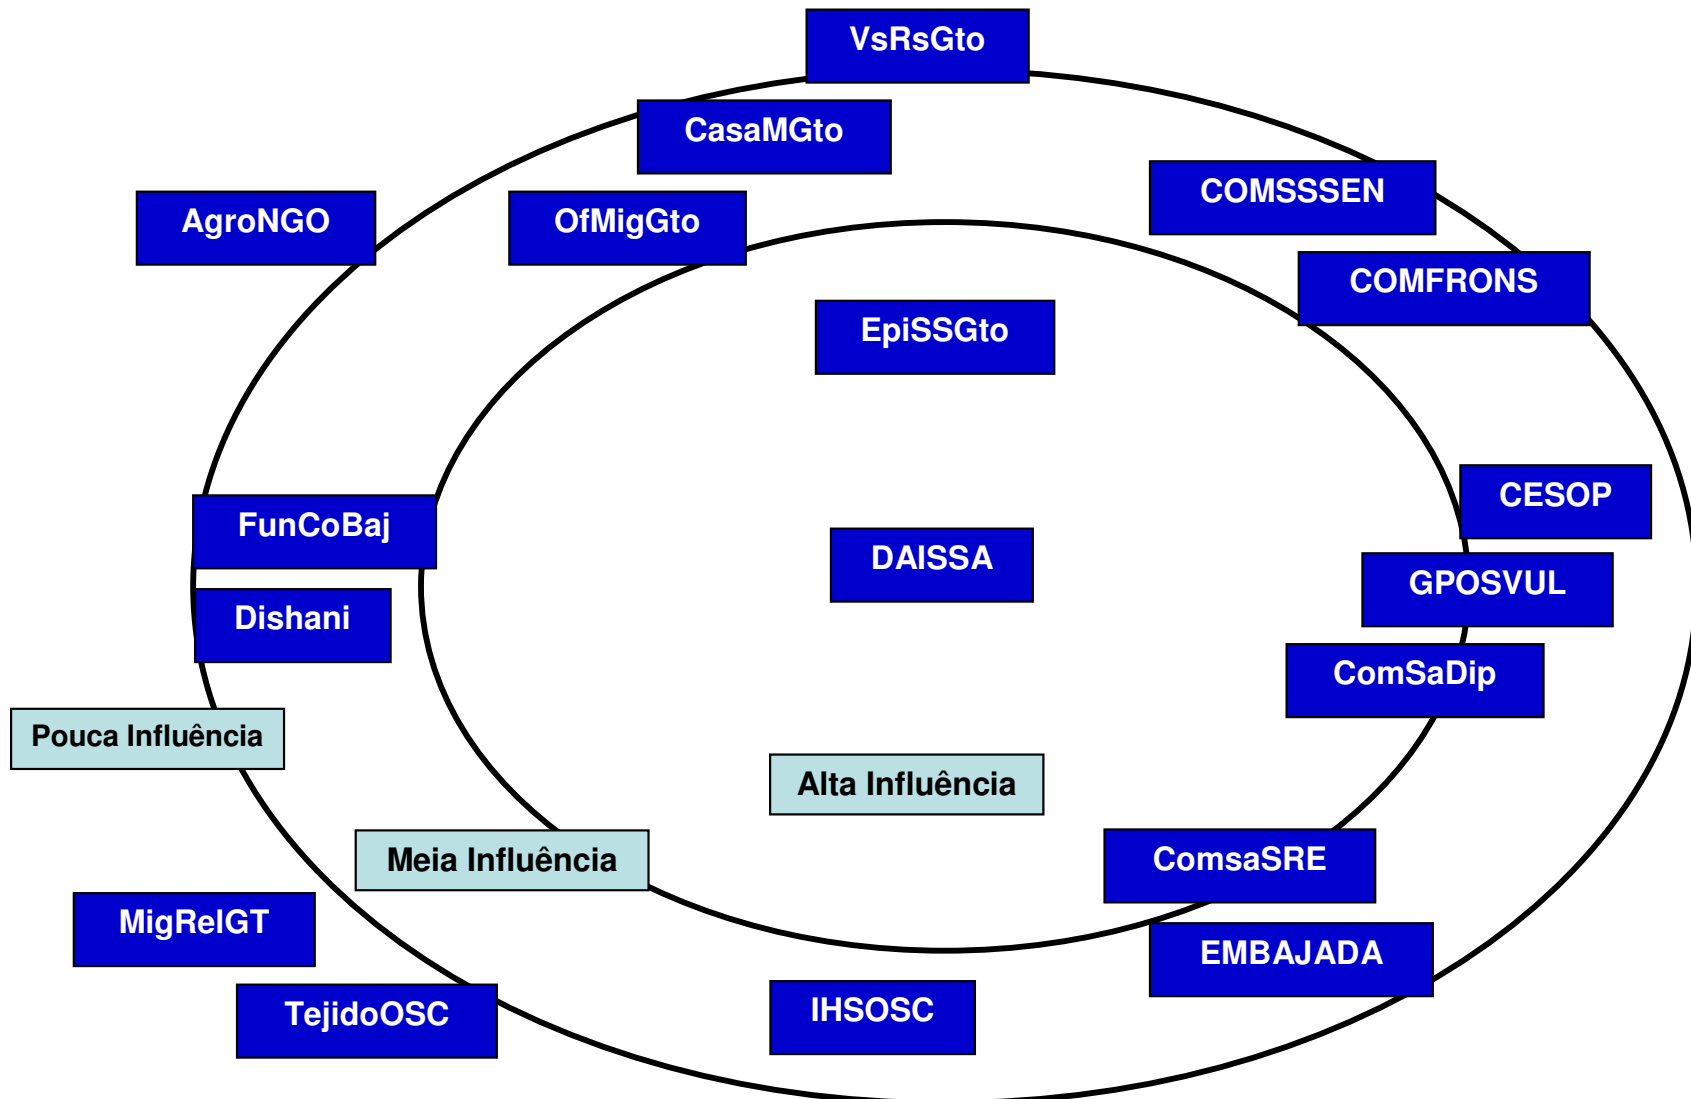 VsRsGto
CasaMGto
COMSSSEN
AgroNGO
OfMigGto
COMFRONS
EpiSSGto
CESOP
FunCoBaj
DAISSA
GPOSVUL
Dishani
ComSaDip
Pouca Influência
Alta Influência
Meia Influência
ComsaSRE
MigRelGT
EMBAJADA
TejidoOSC
IHSOSC